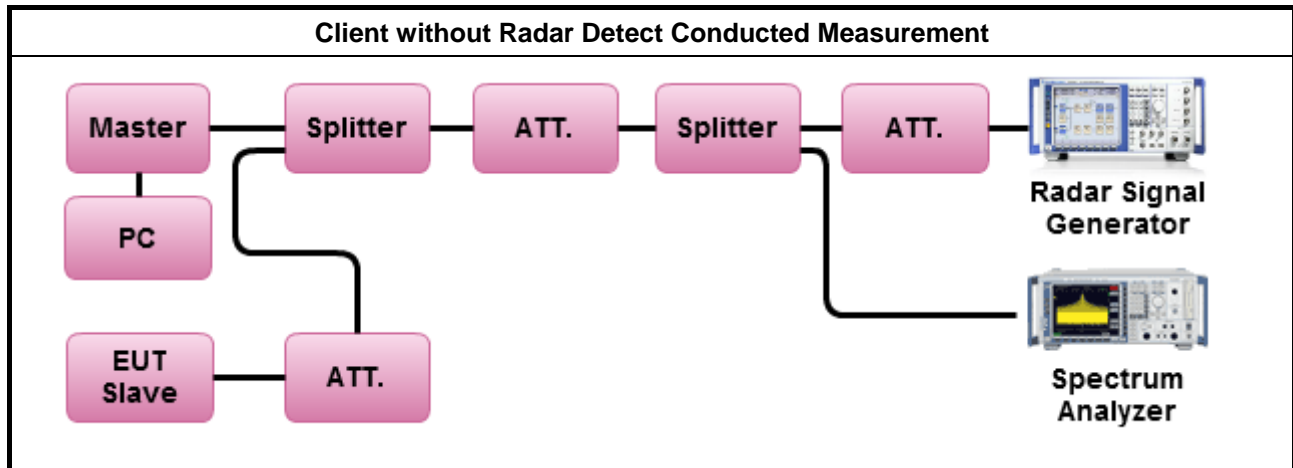 Client without Radar Detect Conducted Measurement
Master
Splitter
ATT.
Splitter
ATT.
Radar Signal
Generator
PC
EUT
Slave
ATT.
Spectrum
Analyzer